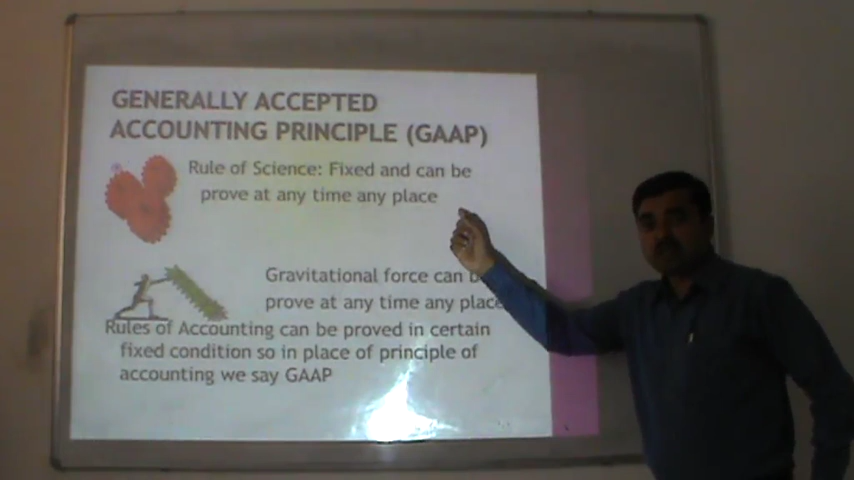 GENERALLY ACCEPTED
ACCOUNTING PRINCIPLE (GAAP)
Rule of Science: Fixed and can be
prove at any time any place
Gravitational force can b
prove at any time any place
Rules of Accounting can be proved in certain
fixed condition so in place of principle of
accounting we say GAAP